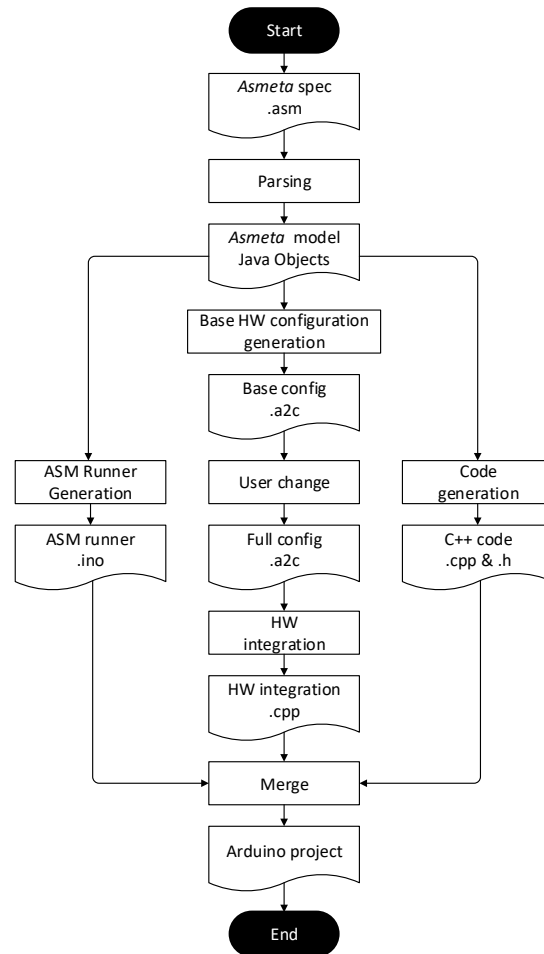 Start
Asmeta spec
.asm
Parsing
Asmeta model
Java Objects
Base HW configuration
generation
Base config
.a2c
ASM Runner
Generation
User change
Code
generation
ASM runner
.ino
Full config
.a2c
C++ code
.cpp & .h
HW
integration
HW integration
.cpp
Merge
Arduino project
End